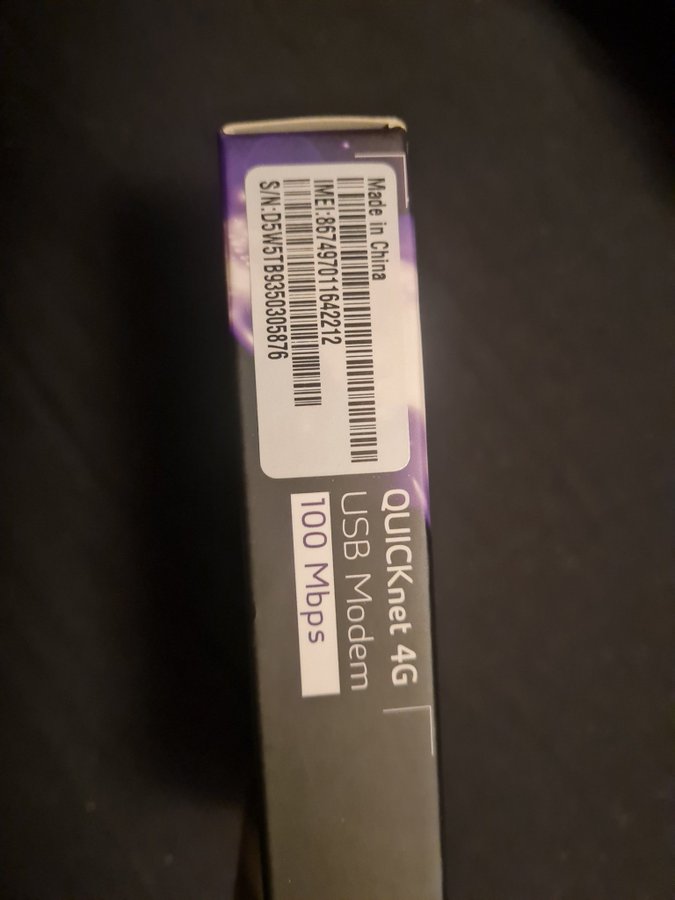 Made in China
IMEI:867497011642212
S/N:D5W5TB9350305876
QUICKnet 4G
USB Modem
100 Mbps